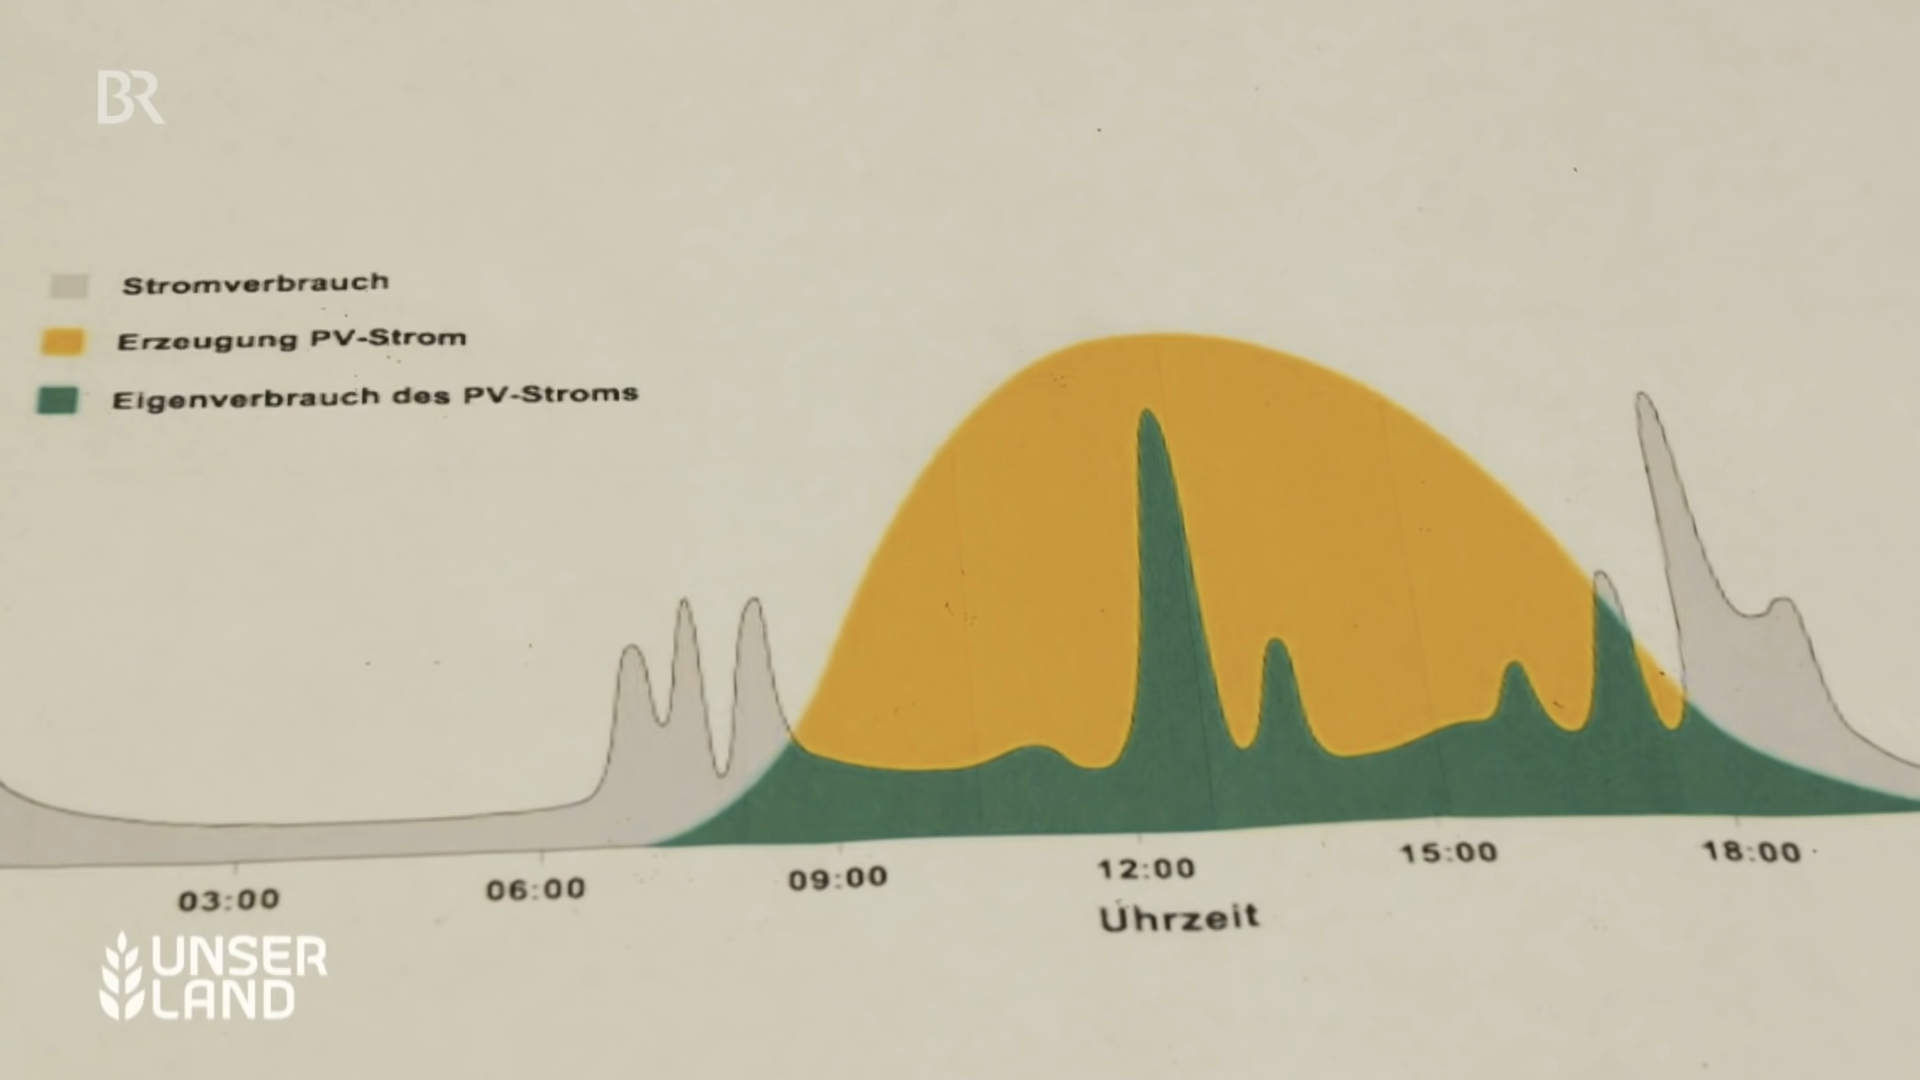 BR
Stromverbrauch
Erzeugung PV-Strom
Eigenverbrauch des PV-Stroms
03:00 06:00 09:00 12:00 15:00 18:00
Uhrzeit
UNSER
LAND